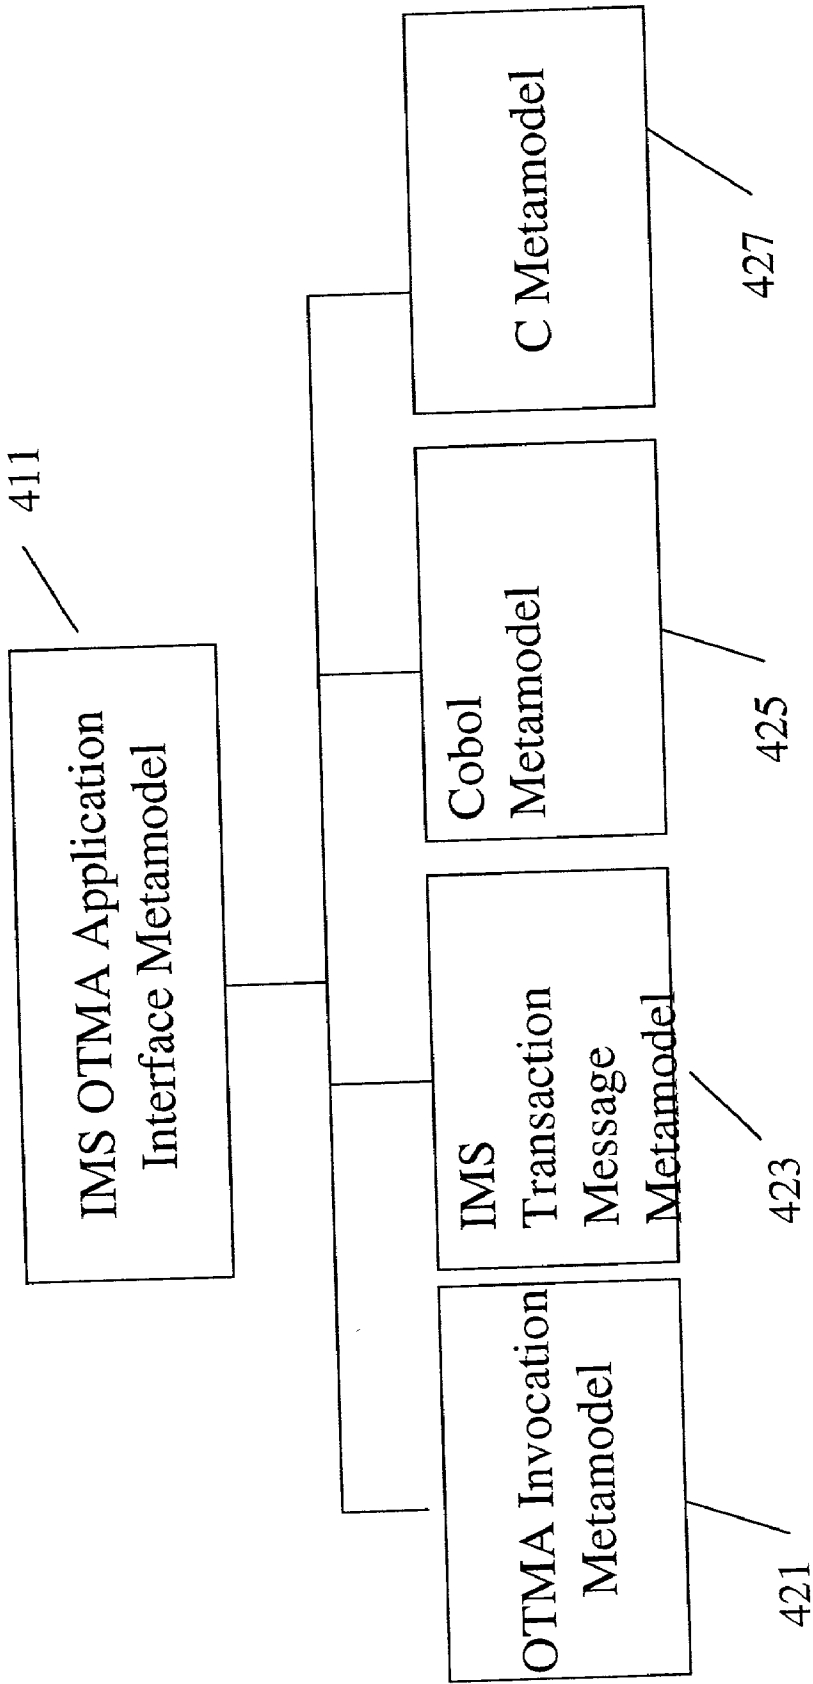 411
IMS OTMA Application
Interface Metamodel
OTMA Invocation
Metamodel
421
IMS
Transaction
Message
Metamodel
423
Cobol
Metamodel
425
C Metamodel
427